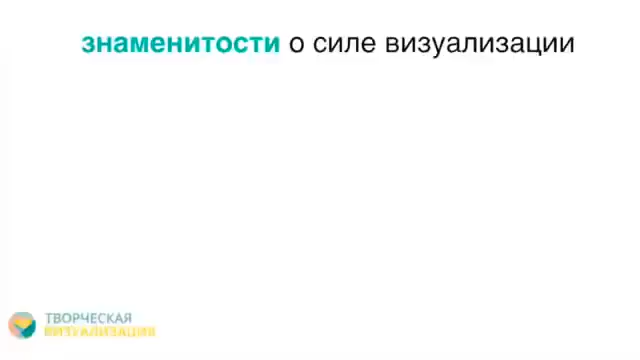 знаменитости о силе визуализации
ТВОРЧЕСКАЯ
ВИЗУАЛИЗАЦИЯ